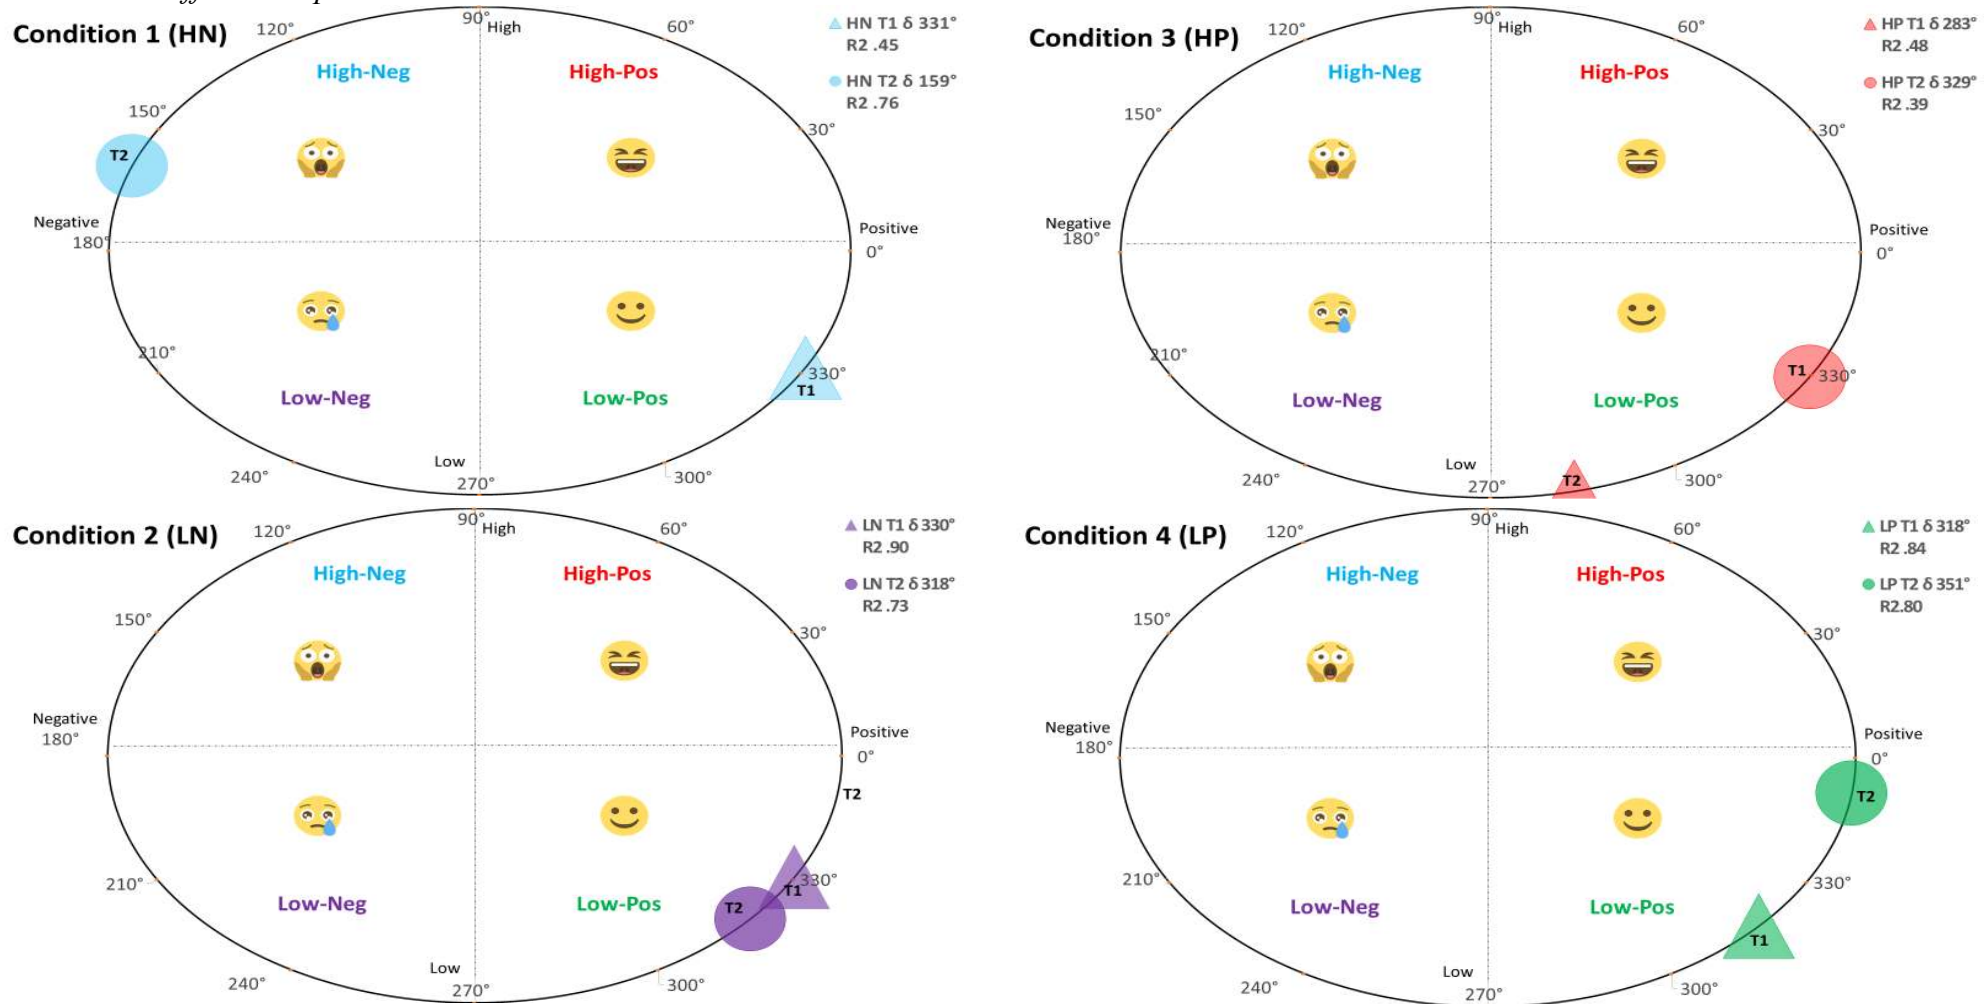 Condition 1 (HN)
90°
High
120°
60°
HN T1 δ 331°
R2 .45
HN T2 δ 159°
R2 .76
High-Neg
High-Pos
150°
30°
T2
Negative
180°
Positive
0°
210°
330°
T1
Low-Neg
Low-Pos
Low
240°
270°
300°
Condition 3 (HP)
90°
High
120°
60°
HP T1 δ 283°
R2 .48
HP T2 δ 329°
R2 .39
High-Neg
High-Pos
150°
30°
Negative
180°
Positive
0°
210°
T1
330°
Low-Neg
Low-Pos
Low
240°
270°
T2
300°
Condition 2 (LN)
90°
High
120°
60°
LN T1 δ 330°
R2 .90
LN T2 δ 318°
R2 .73
High-Neg
High-Pos
150°
30°
Negative
180°
Positive
0°
T2
210°
330°
T1
T2
Low-Neg
Low-Pos
Low
240°
270°
300°
Condition 4 (LP)
90°
High
120°
60°
LP T1 δ 318°
R2 .84
LP T2 δ 351°
R2.80
High-Neg
High-Pos
150°
30°
Negative
180°
Positive
0°
T2
210°
330°
Low-Neg
Low-Pos
T1
Low
240°
270°
300°